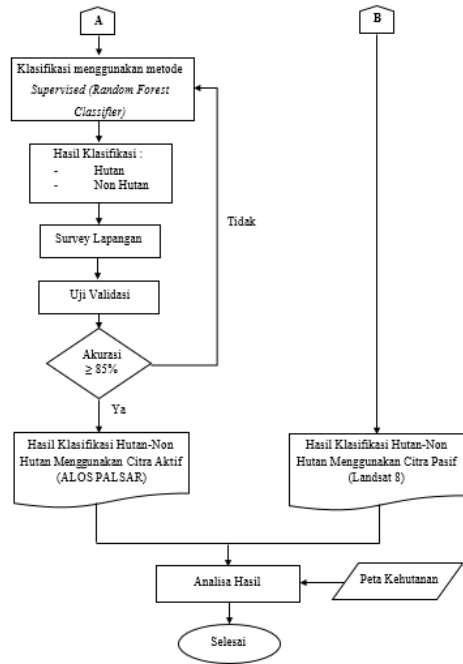 A
B
Klasifikasi menggunakan metode
Supervised (Random Forest
Classifier)
Hasil Klasifikasi :
- Hutan
- Non Hutan
Tidak
Survey Lapangan
Uji Validasi
Akurasi
≥ 85%
Ya
Hasil Klasifikasi Hutan-Non
Hutan Menggunakan Citra Aktif
(ALOS PALSAR)
Hasil Klasifikasi Hutan-Non
Hutan Menggunakan Citra Pasif
(Landsat 8)
Analisa Hasil
Peta Kehutanan
Selesai